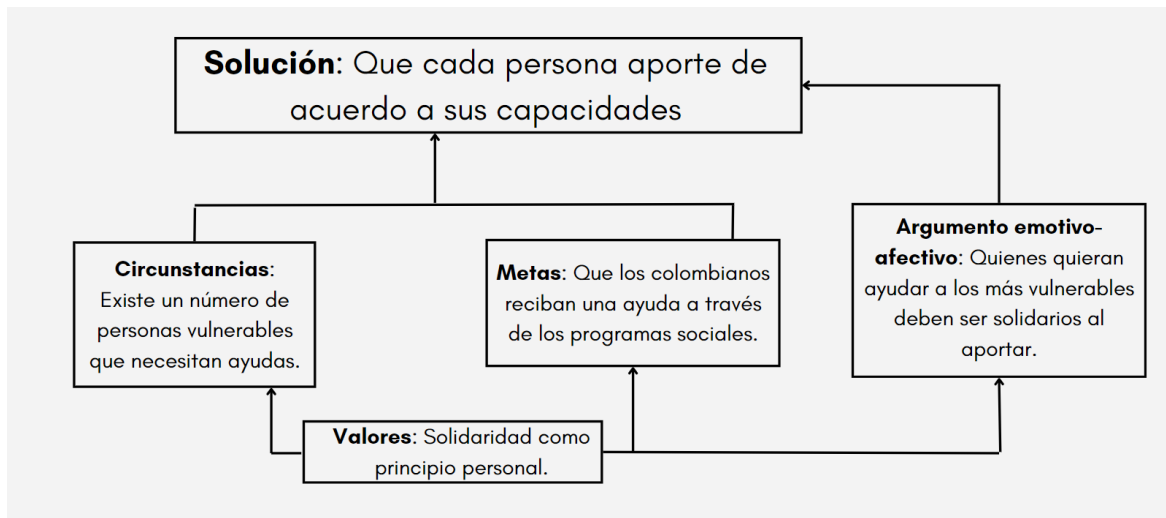 Solución: Que cada persona aporte de
acuerdo a sus capacidades
Circunstancias:
Existe un número de
personas vulnerables
que necesitan ayudas.
Metas: Que los colombianos
reciban una ayuda a través
de los programas sociales.
Argumento emotivo-
afectivo: Quienes quieran
ayudar a los más vulnerables
deben ser solidarios al
aportar.
Valores: Solidaridad como
principio personal.